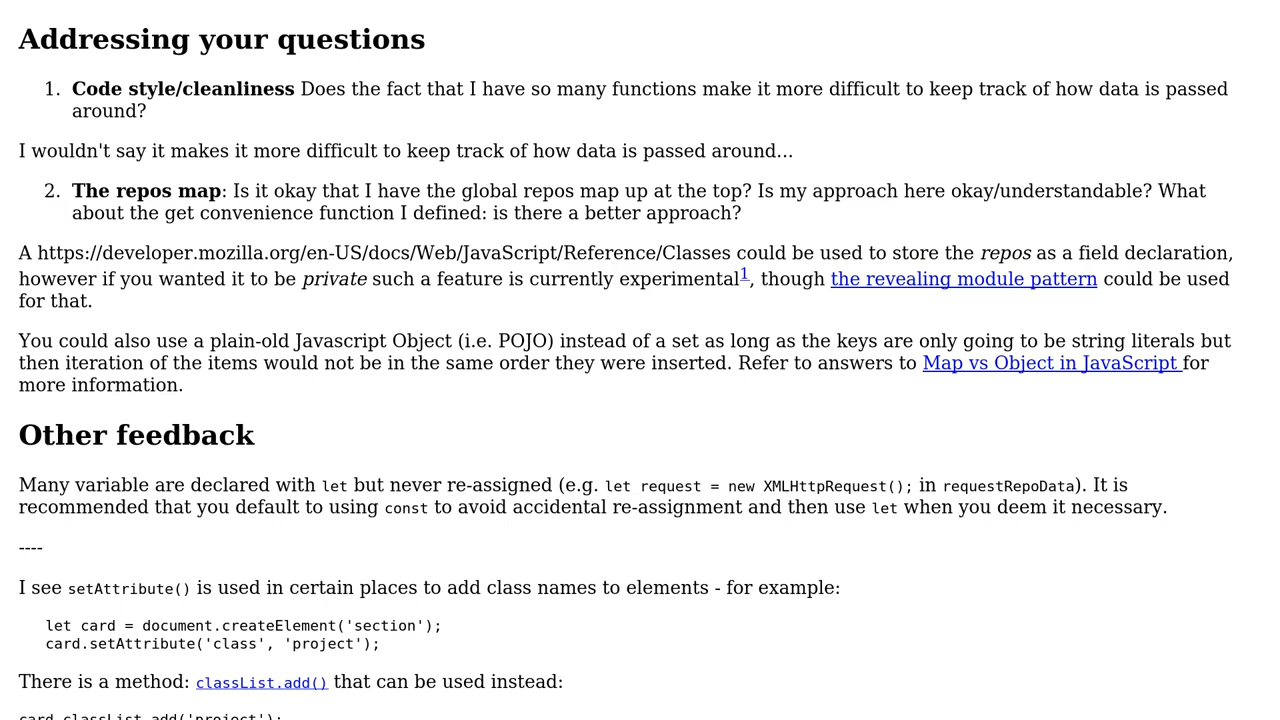 Addressing your questions
1. Code style/cleanliness Does the fact that I have so many functions make it more difficult to keep track of how data is passed
around?
I wouldn't say it makes it more difficult to keep track of how data is passed around...
2. The repos map: Is it okay that I have the global repos map up at the top? Is my approach here okay/understandable? What
about the get convenience function I defined: is there a better approach?
A https://developer.mozilla.org/en-US/docs/Web/JavaScript/Reference/Classes could be used to store the repos as a field declaration,
however if you wanted it to be private such a feature is currently experimental1, though the revealing module pattern could be used
for that.
You could also use a plain-old Javascript Object (i.e. POJO) instead of a set as long as the keys are only going to be string literals but
then iteration of the items would not be in the same order they were inserted. Refer to answers to Map vs Object in JavaScript for
more information.
Other feedback
Many variable are declared with let but never re-assigned (e.g. let request = new XMLHttpRequest(); in requestRepoData). It is
recommended that you default to using const to avoid accidental re-assignment and then use let when you deem it necessary.
----
I see setAttribute() is used in certain places to add class names to elements - for example:
let card = document.createElement('section');
card.setAttribute('class', 'project');
There is a method: classList.add() that can be used instead:
card.classList.add('project');